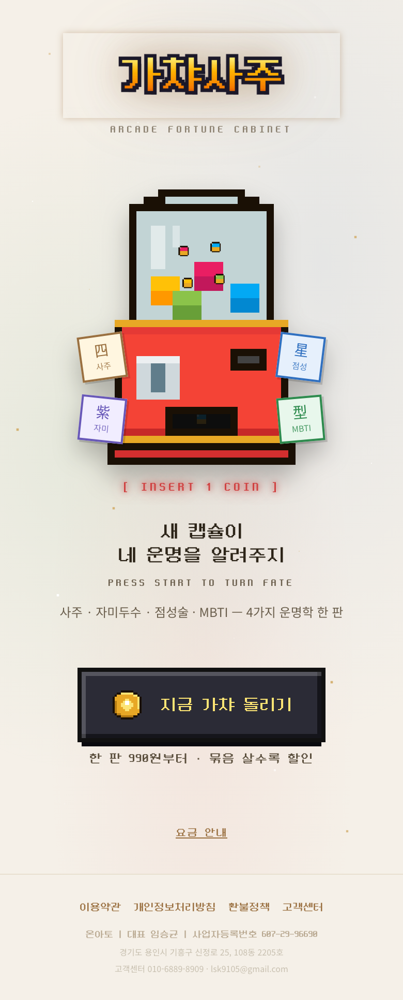 가챠사주
ARCADE FORTUNE CABINET
四
사주
星
점성
紫
자미
型
MBTI
[ INSERT 1 COIN ]
새 캡슐이
네 운명을 알려주지
PRESS START TO TURN FATE
사주 · 자미두수 · 점성술 · MBTI — 4가지 운명학 한 판
지금 가챠 돌리기
한 판 990원부터 · 묶음 살수록 할인
요금 안내
이용약관 개인정보처리방침 환불정책 고객센터
온아토 | 대표 임승균 | 사업자등록번호 607-29-96690
경기도 용인시 기흥구 신정로 25, 108동 2205호
고객센터 010-6889-8909 · lsk9105@gmail.com